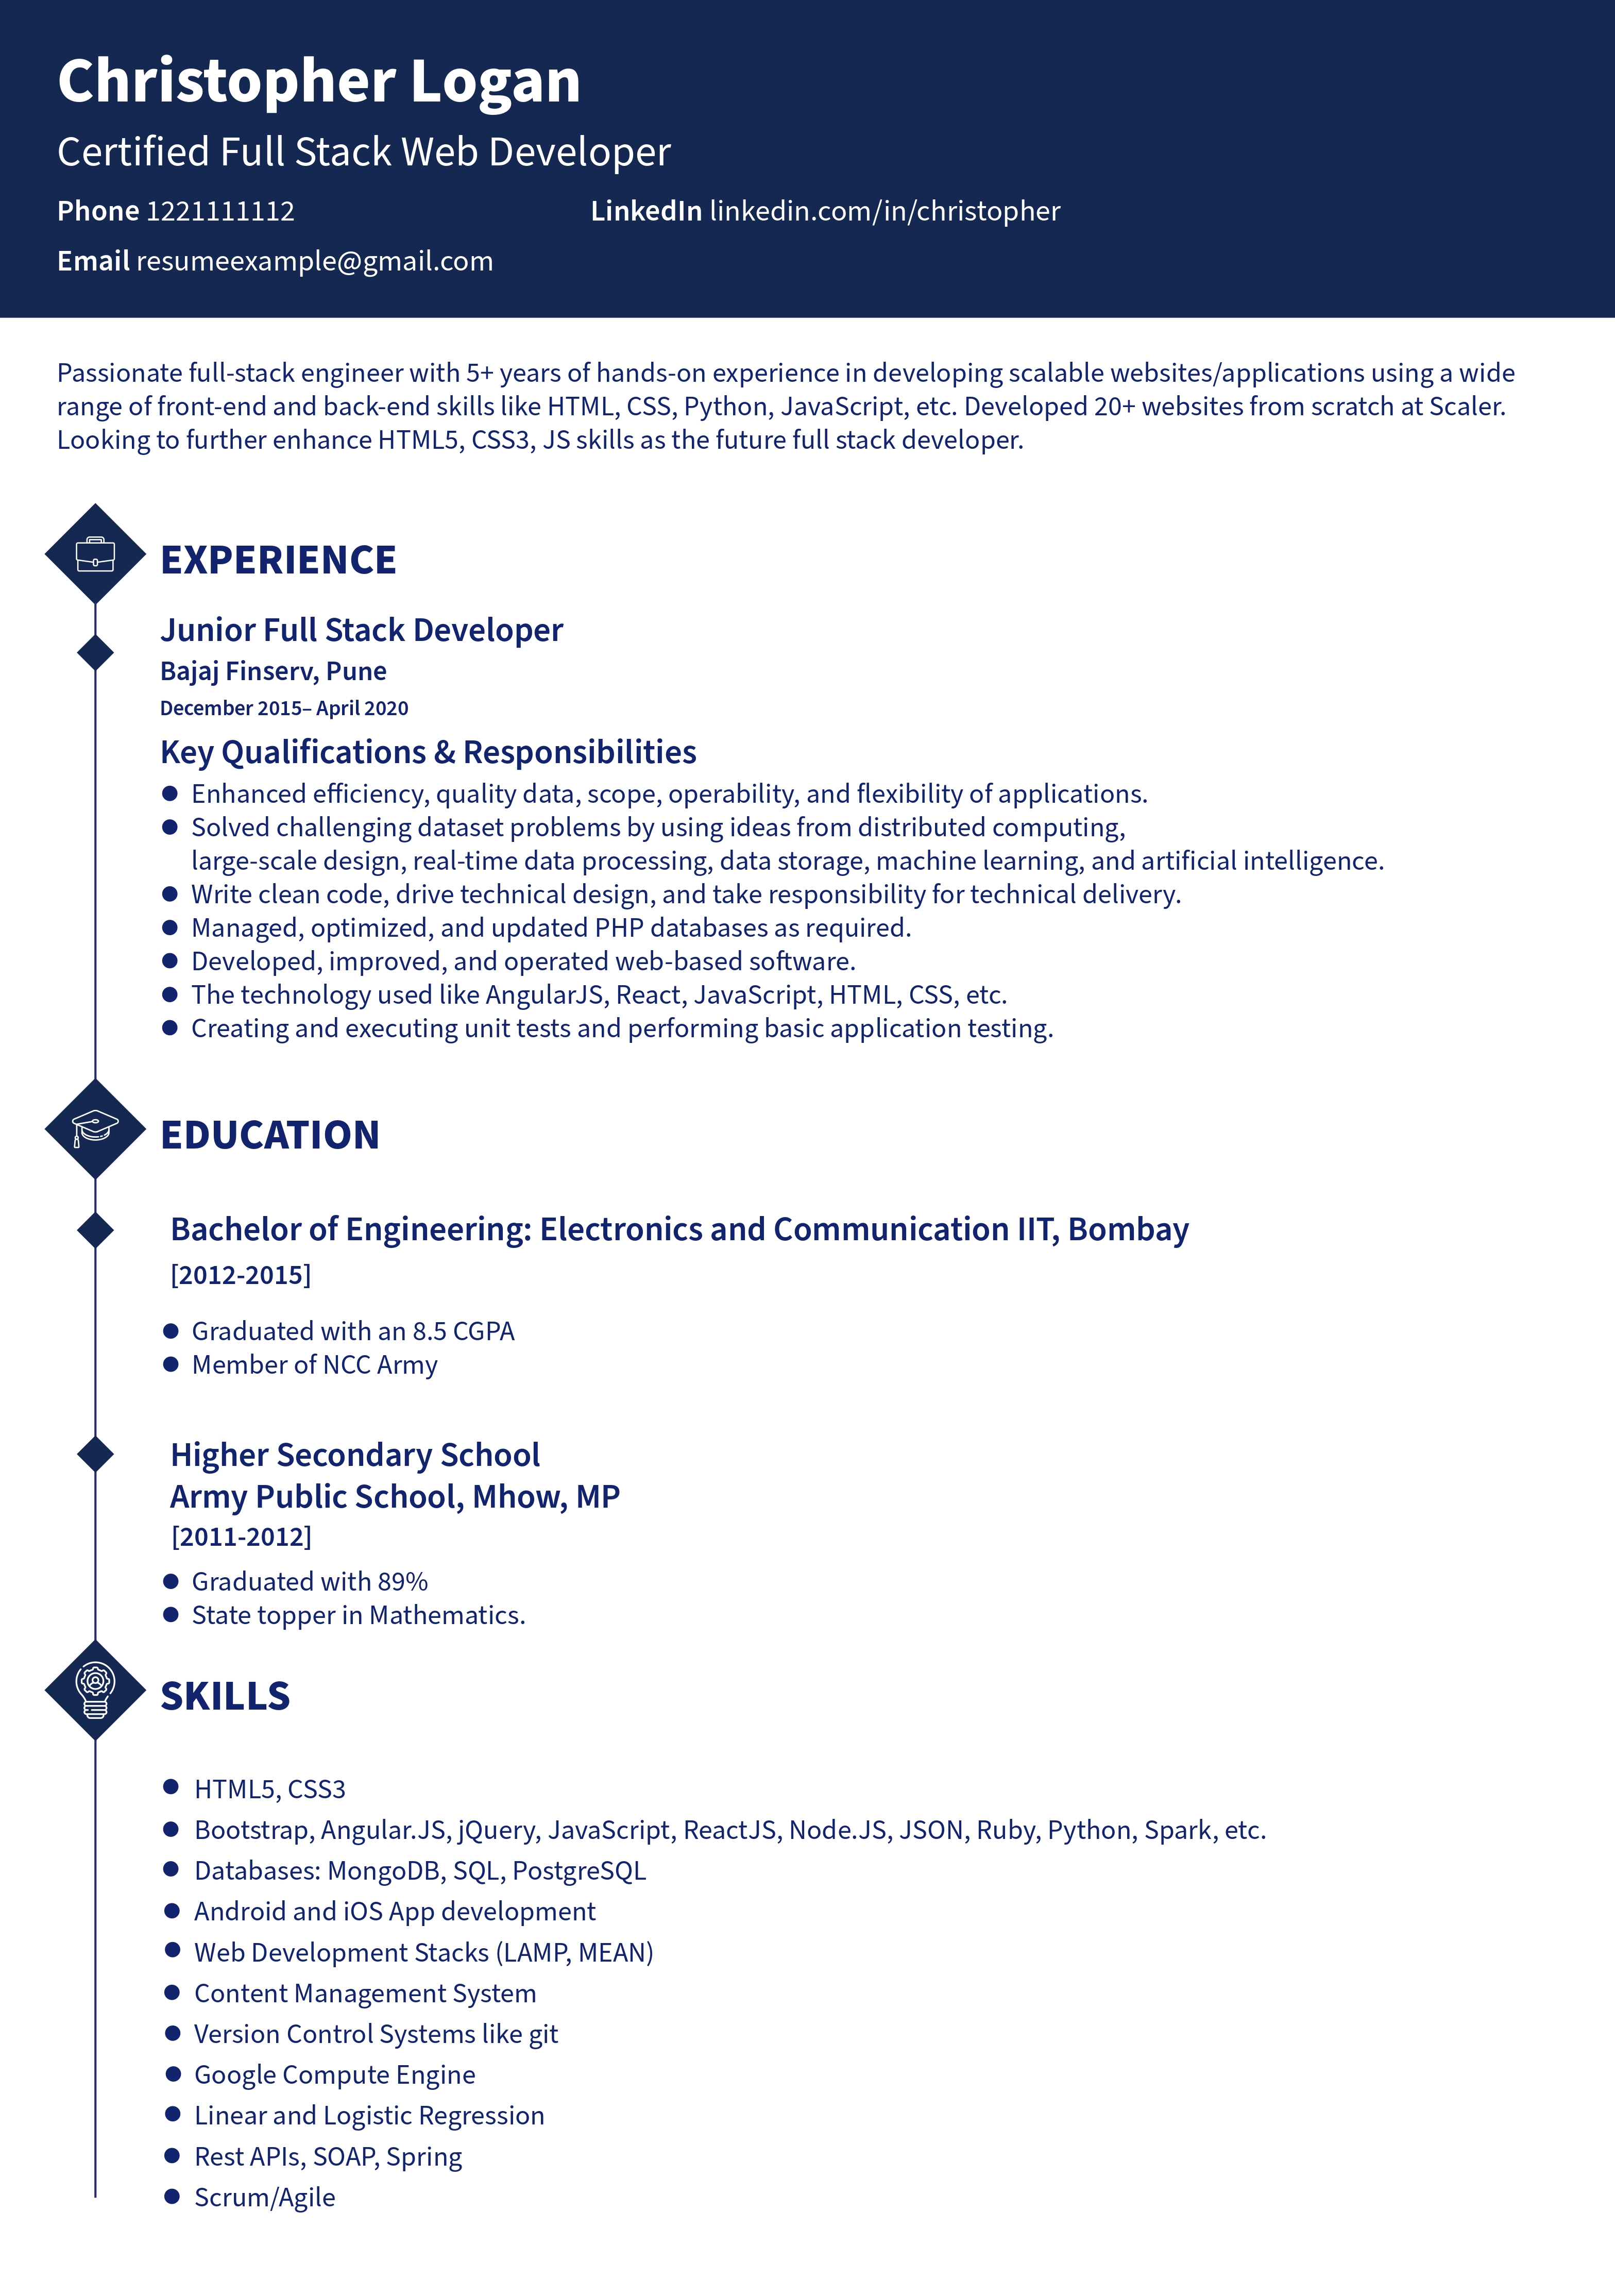 Christopher Logan
Certified Full Stack Web Developer
Phone 1221111112 LinkedIn linkedin.com/in/christopher
Email resumeexample@gmail.com
Passionate full-stack engineer with 5+ years of hands-on experience in developing scalable websites/applications using a wide
range of front-end and back-end skills like HTML, CSS, Python, JavaScript, etc. Developed 20+ websites from scratch at Scaler.
Looking to further enhance HTML5, CSS3, JS skills as the future full stack developer.
EXPERIENCE
Junior Full Stack Developer
Bajaj Finserv, Pune
December 2015– April 2020
Key Qualifications & Responsibilities
● Enhanced efficiency, quality data, scope, operability, and flexibility of applications.
● Solved challenging dataset problems by using ideas from distributed computing,
large-scale design, real-time data processing, data storage, machine learning, and artificial intelligence.
● Write clean code, drive technical design, and take responsibility for technical delivery.
● Managed, optimized, and updated PHP databases as required.
● Developed, improved, and operated web-based software.
● The technology used like AngularJS, React, JavaScript, HTML, CSS, etc.
● Creating and executing unit tests and performing basic application testing.
EDUCATION
Bachelor of Engineering: Electronics and Communication IIT, Bombay
[2012-2015]
● Graduated with an 8.5 CGPA
● Member of NCC Army
Higher Secondary School
Army Public School, Mhow, MP
[2011-2012]
● Graduated with 89%
● State topper in Mathematics.
SKILLS
● HTML5, CSS3
● Bootstrap, Angular.JS, jQuery, JavaScript, ReactJS, Node.JS, JSON, Ruby, Python, Spark, etc.
● Databases: MongoDB, SQL, PostgreSQL
● Android and iOS App development
● Web Development Stacks (LAMP, MEAN)
● Content Management System
● Version Control Systems like git
● Google Compute Engine
● Linear and Logistic Regression
● Rest APIs, SOAP, Spring
● Scrum/Agile